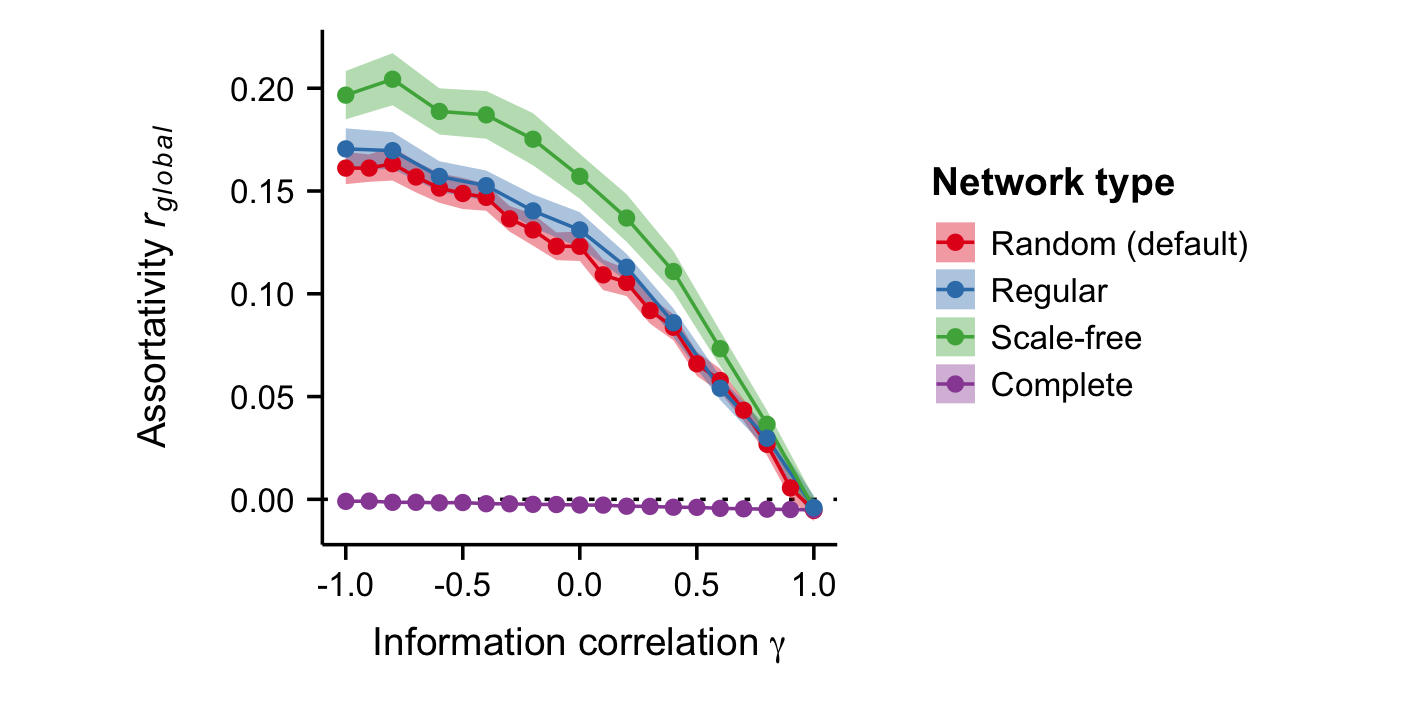 Assortativity r_global
0.20
0.15
0.10
0.05
0.00
-1.0 -0.5 0.0 0.5 1.0
Information correlation γ
Network type
Random (default)
Regular
Scale-free
Complete